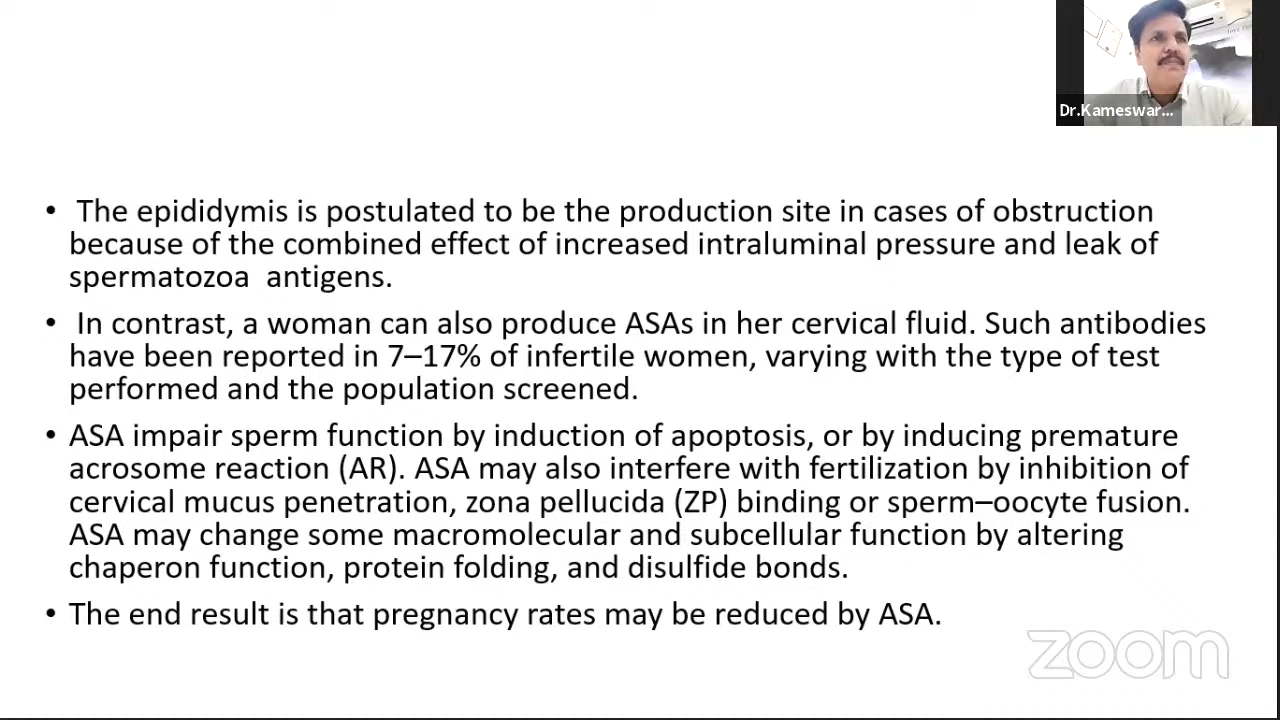 Dr.Kameswar...
• The epididymis is postulated to be the production site in cases of obstruction
because of the combined effect of increased intraluminal pressure and leak of
spermatozoa antigens.
• In contrast, a woman can also produce ASAs in her cervical fluid. Such antibodies
have been reported in 7–17% of infertile women, varying with the type of test
performed and the population screened.
• ASA impair sperm function by induction of apoptosis, or by inducing premature
acrosome reaction (AR). ASA may also interfere with fertilization by inhibition of
cervical mucus penetration, zona pellucida (ZP) binding or sperm–oocyte fusion.
ASA may change some macromolecular and subcellular function by altering
chaperon function, protein folding, and disulfide bonds.
• The end result is that pregnancy rates may be reduced by ASA.
zoom